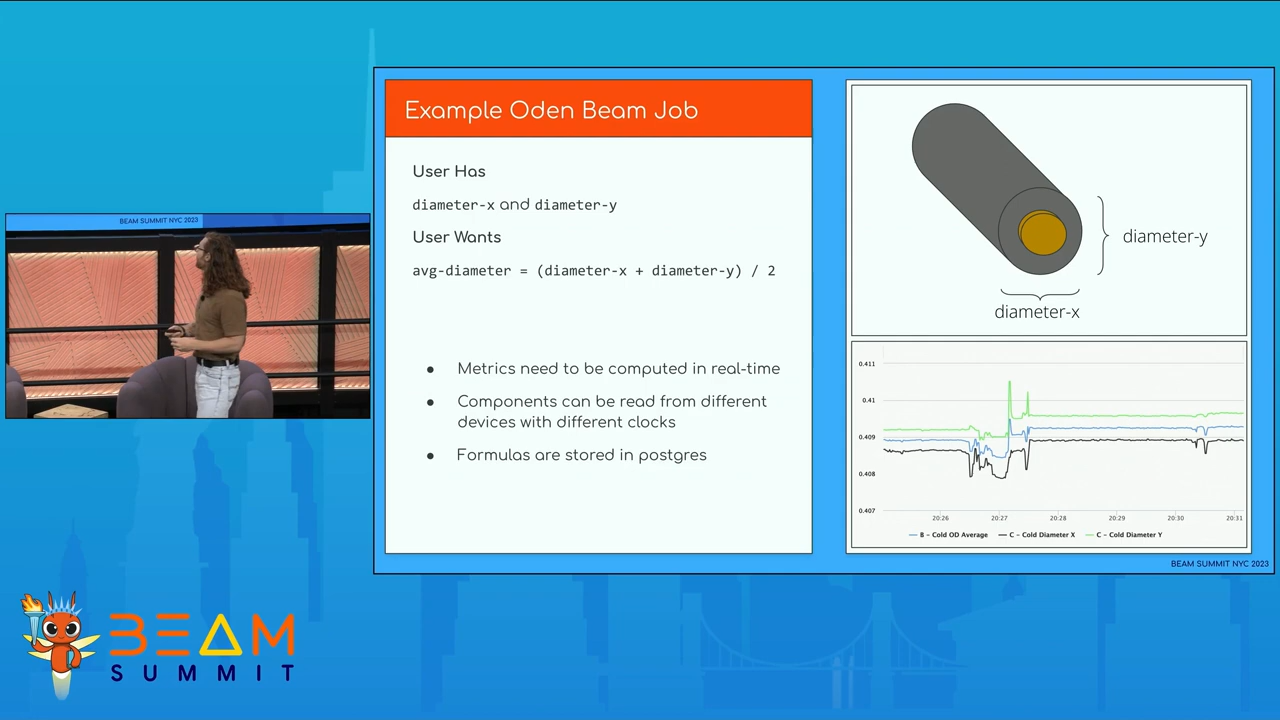 BEAM SUMMIT NYC 2023
Example Oden Beam Job
User Has
diameter-x and diameter-y
User Wants
avg-diameter = (diameter-x + diameter-y) / 2
● Metrics need to be computed in real-time
● Components can be read from different
devices with different clocks
● Formulas are stored in postgres
diameter-y
diameter-x
0.411
0.41
0.409
0.408
0.407
20:26 20:27 20:28 20:29 20:30 20:31
B - Cold OD Average C - Cold Diameter X C - Cold Diameter Y
BEAM SUMMIT NYC 2023
BEAM
SUMMIT